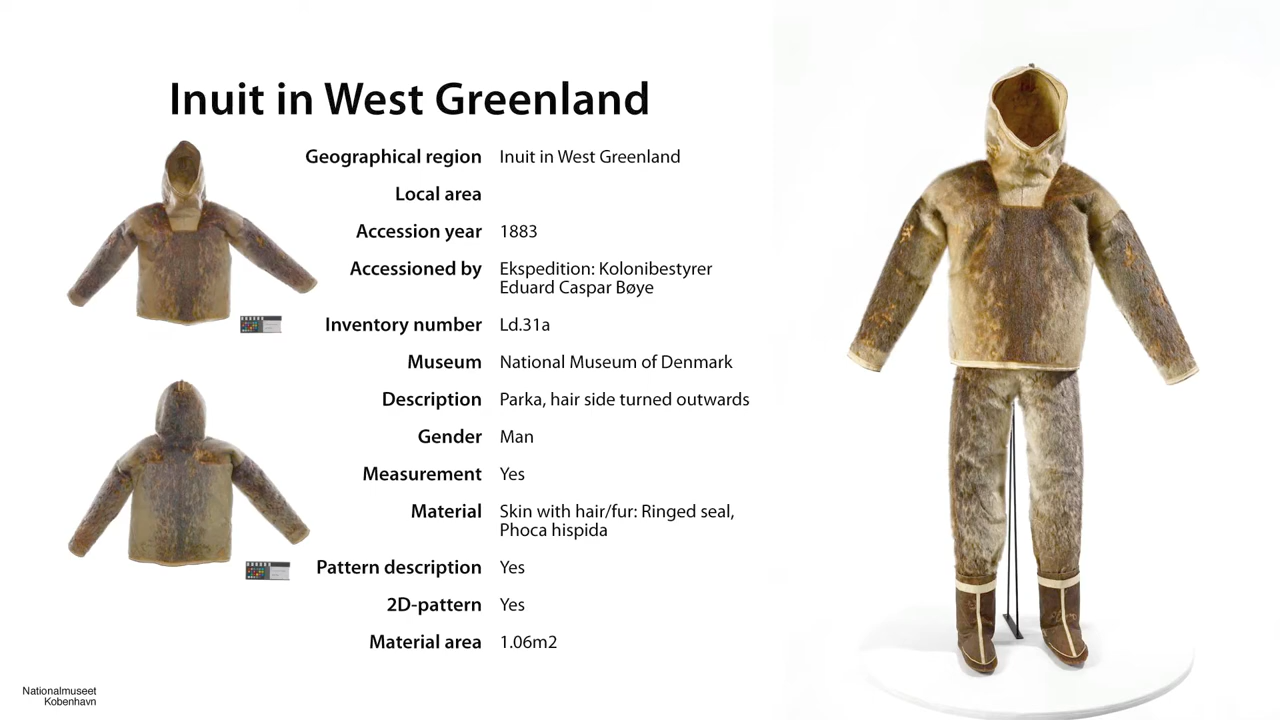 Inuit in West Greenland
Geographical region Inuit in West Greenland
Local area
Accession year 1883
Accessioned by Ekspedition: Kolonibestyrer
Eduard Caspar Bøye
Inventory number Ld.31a
Museum National Museum of Denmark
Description Parka, hair side turned outwards
Gender Man
Measurement Yes
Material Skin with hair/fur: Ringed seal,
Phoca hispida
Pattern description Yes
2D-pattern Yes
Material area 1.06m2
Nationalmuseet
Kobenhavn